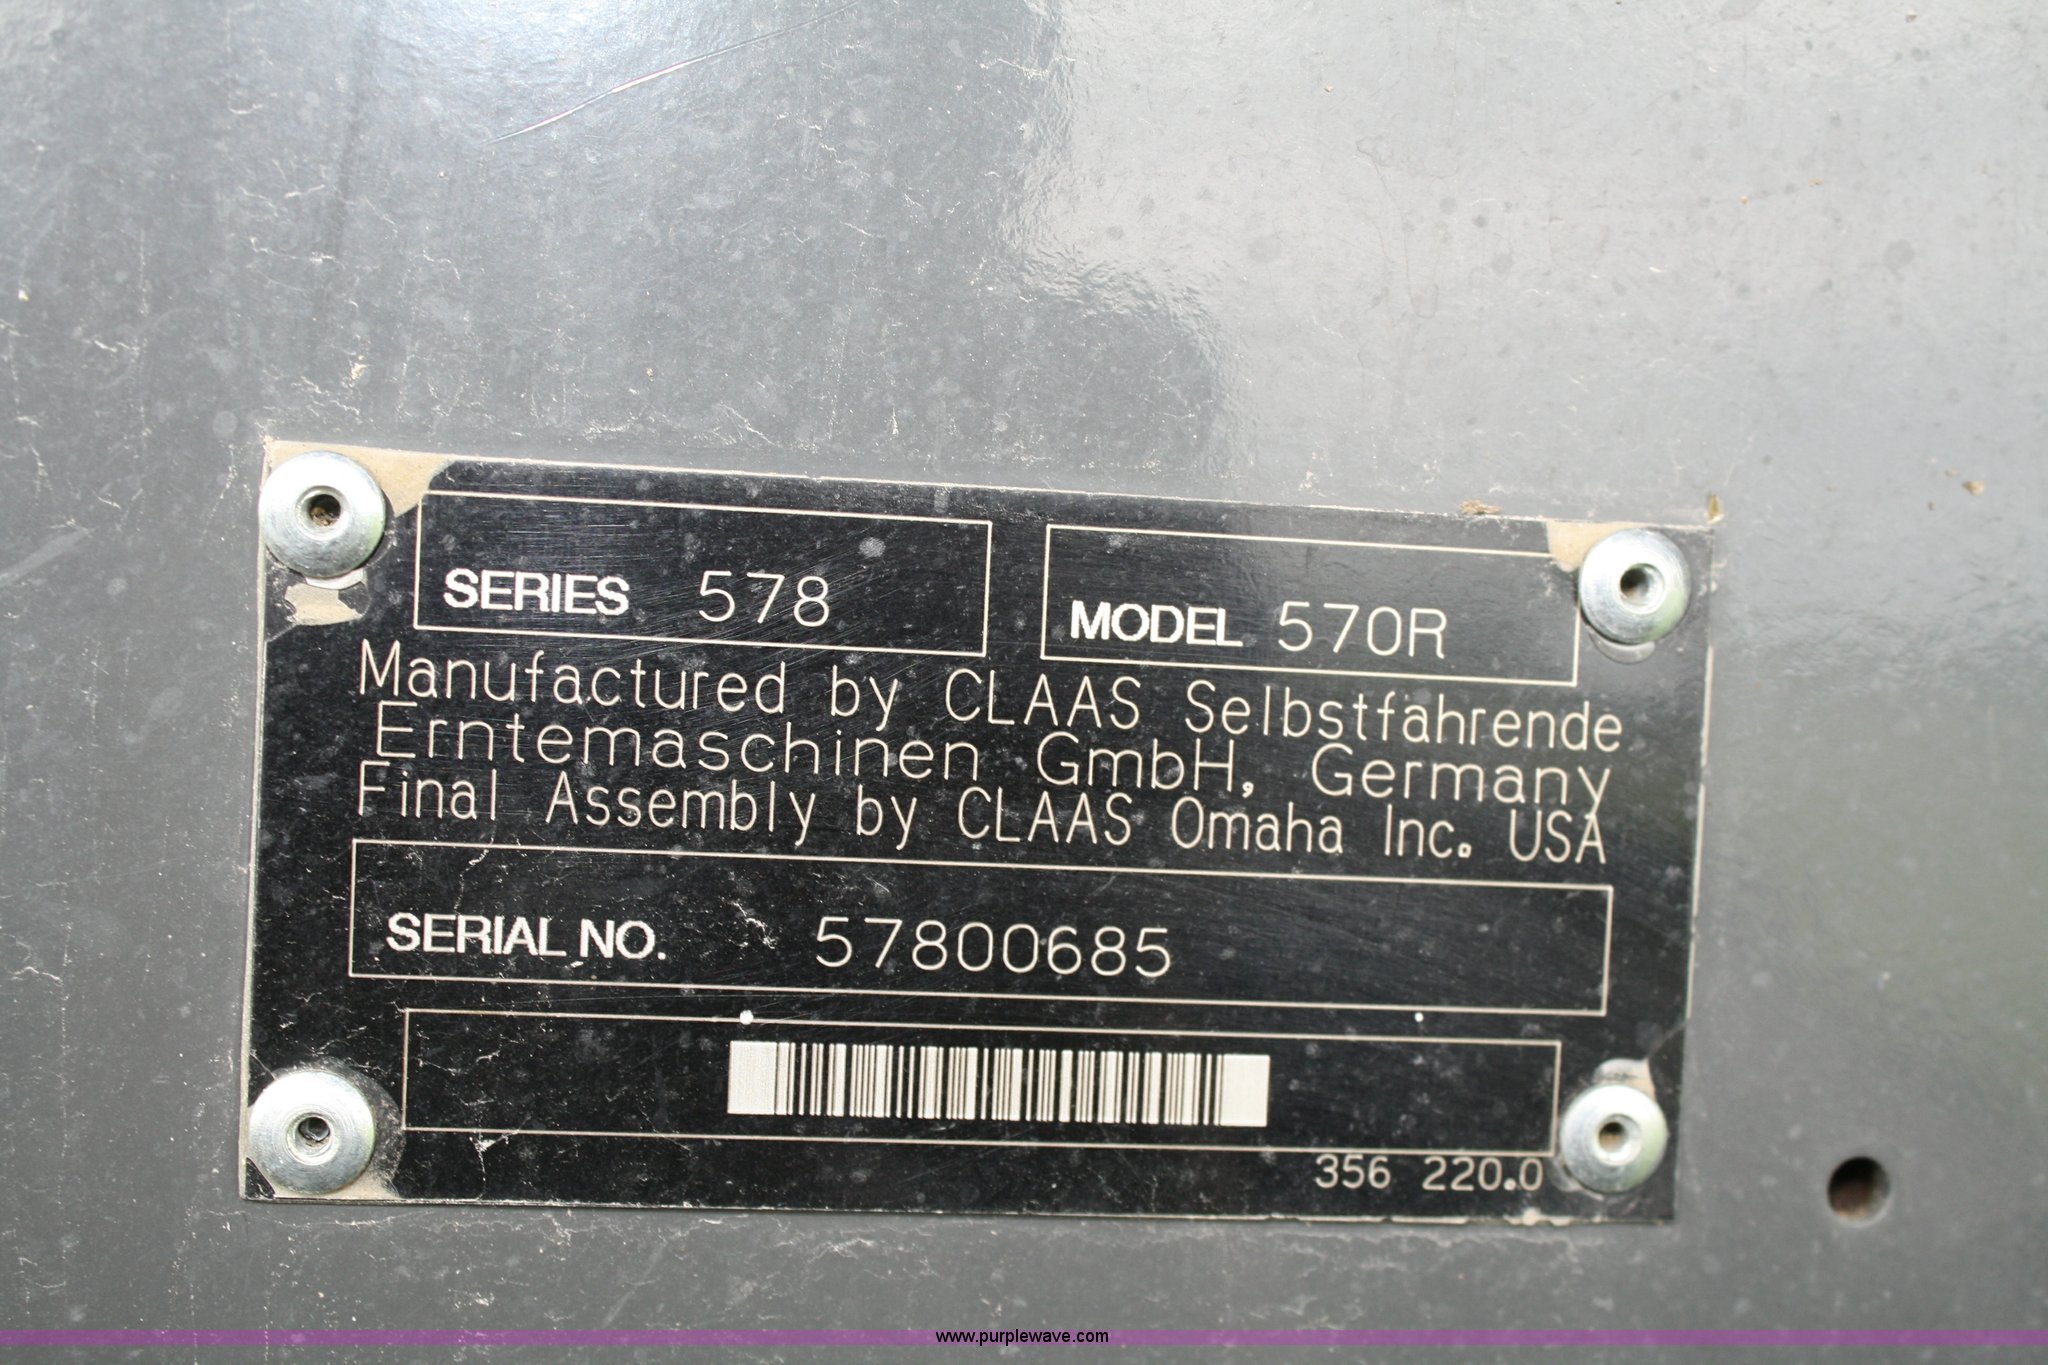 SERIES 578
MODEL 570R
Manufactured by CLAAS Selbstfahrende
Erntemaschinen GmbH, Germany
Final Assembly by CLAAS Omaha Inc. USA
SERIAL NO. 57800685
356 220.0
www.purplewave.com